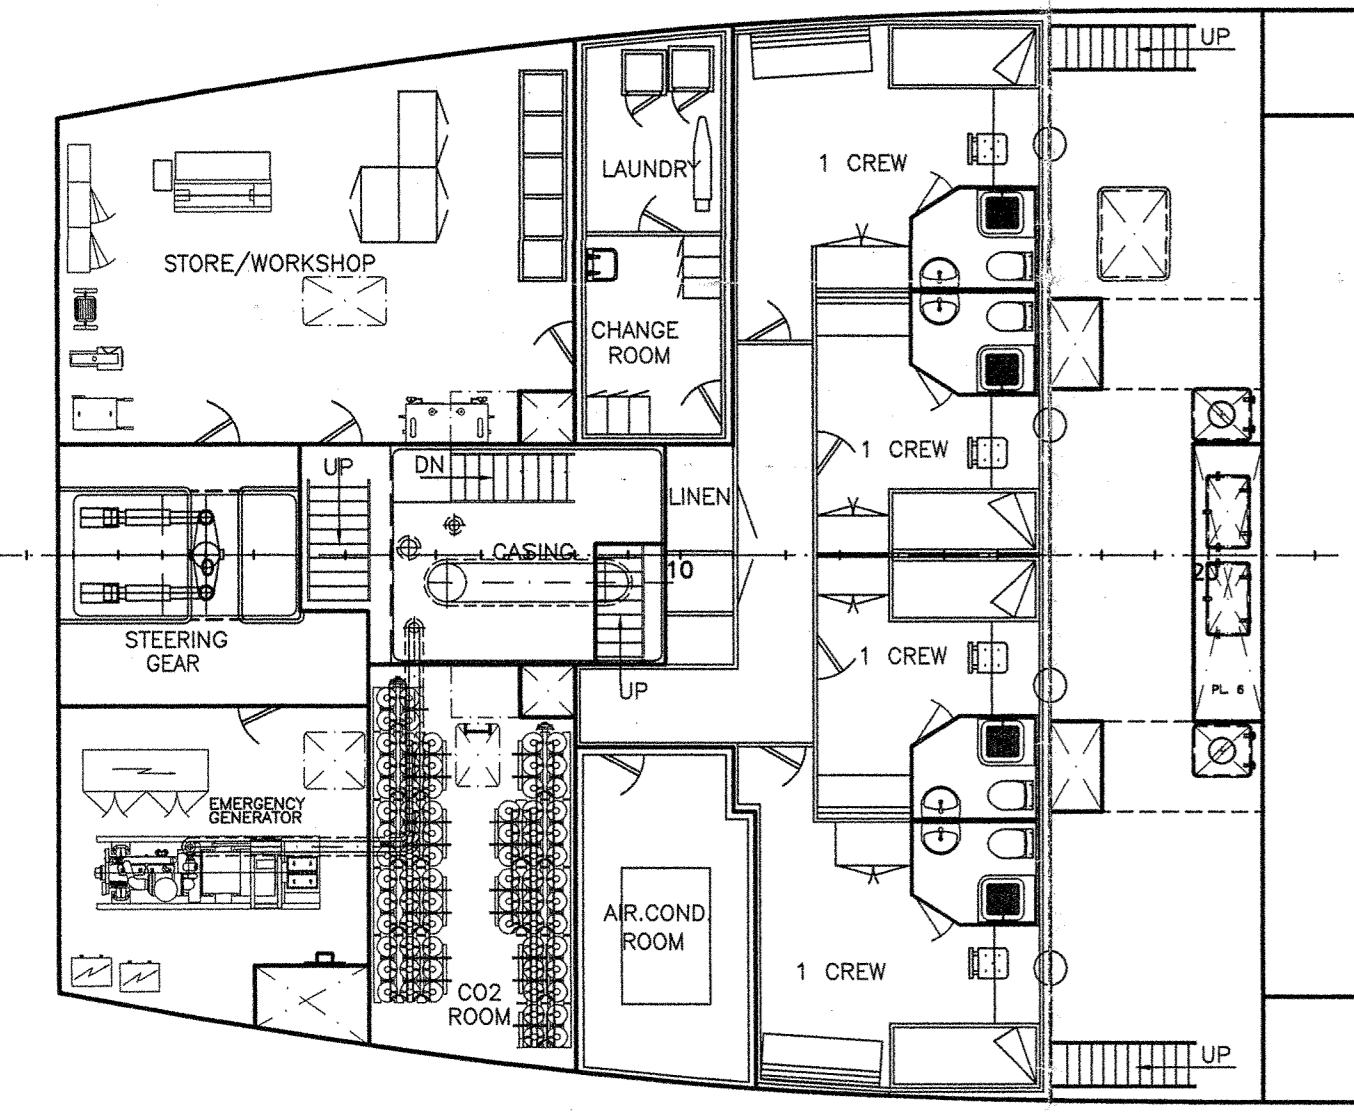 UP
LAUNDRY
1 CREW
STORE/WORKSHOP
CHANGE
ROOM
1 CREW
UP
DN
LINEN
CASING
10
20
STEERING
GEAR
1 CREW
UP
PL. 6
EMERGENCY
GENERATOR
AIR.COND.
ROOM
1 CREW
CO2
ROOM
UP